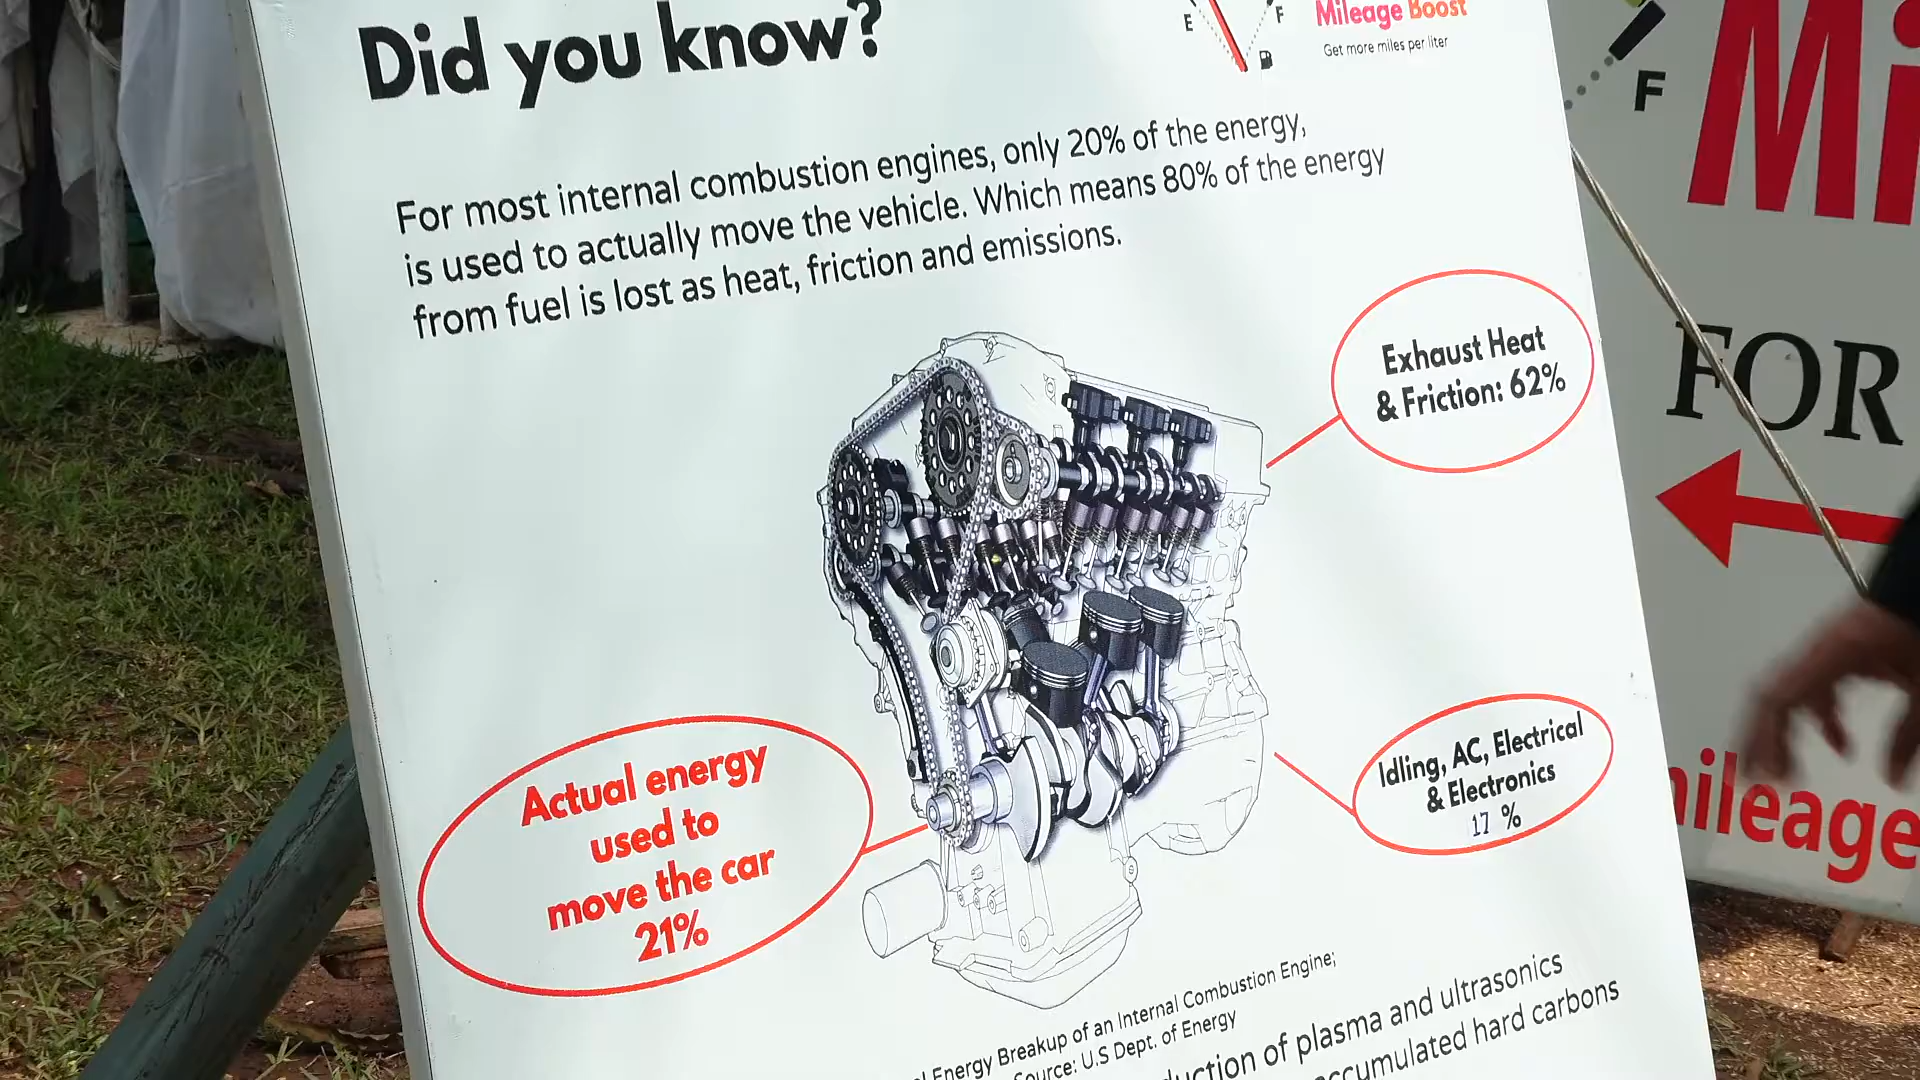 Did you know?
E
F
Mileage Boost
Get more miles per liter
For most internal combustion engines, only 20% of the energy,
is used to actually move the vehicle. Which means 80% of the energy
from fuel is lost as heat, friction and emissions.
Exhaust Heat
& Friction: 62%
Idling, AC, Electrical
& Electronics
17 %
Actual energy
used to
move the car
21%
Energy Breakup of an Internal Combustion Engine;
Source: U.S Dept. of Energy
of plasma and ultrasonics
accumulated hard carbons
F
Mi
FOR
mileage